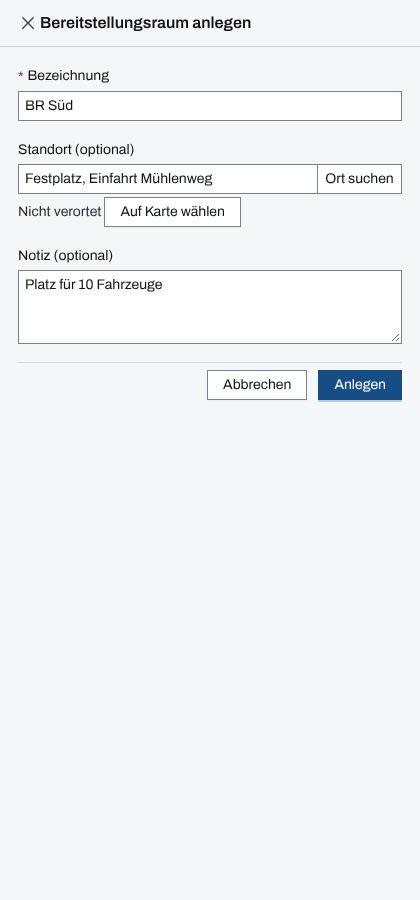 Bereitstellungsraum anlegen
* Bezeichnung
BR Süd
Standort (optional)
Festplatz, Einfahrt Mühlenweg
Ort suchen
Nicht verortet
Auf Karte wählen
Notiz (optional)
Platz für 10 Fahrzeuge
Abbrechen
Anlegen